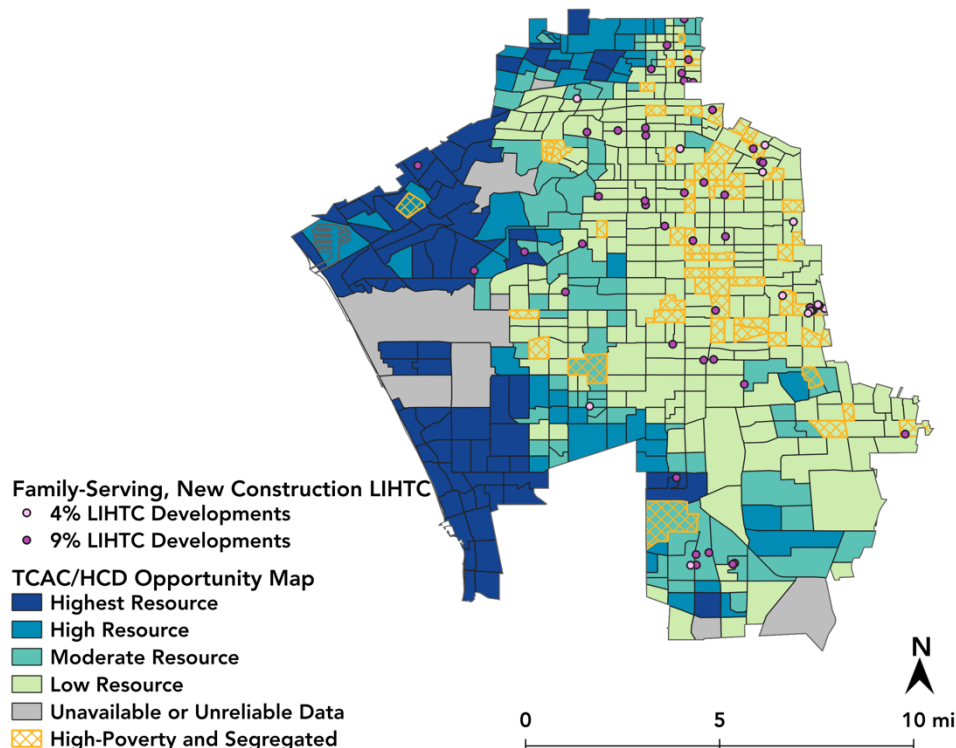 Family-Serving, New Construction LIHTC
4% LIHTC Developments
9% LIHTC Developments
TCAC/HCD Opportunity Map
Highest Resource
High Resource
Moderate Resource
Low Resource
Unavailable or Unreliable Data
High-Poverty and Segregated
N
0 5 10 mi